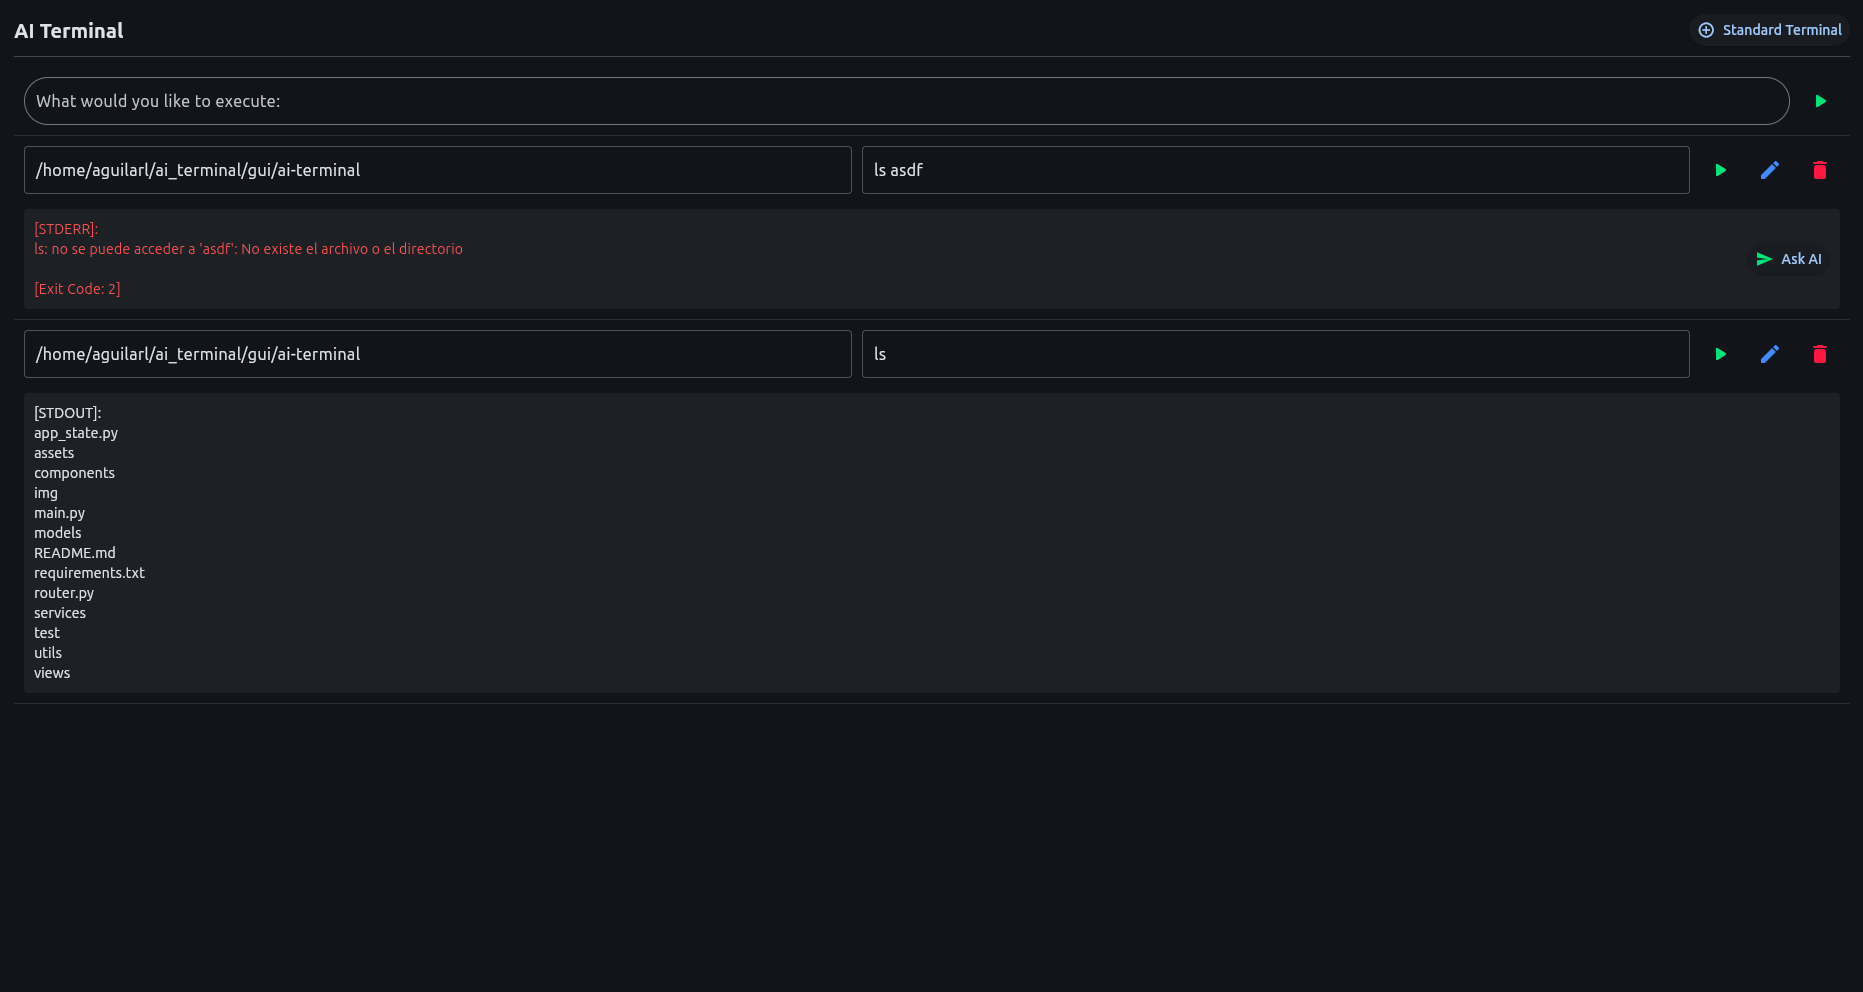 AI Terminal
Standard Terminal
What would you like to execute:
/home/aguilarl/ai_terminal/gui/ai-terminal
ls asdf
[STDERR]:
ls: no se puede acceder a 'asdf': No existe el archivo o el directorio
Ask AI
[Exit Code: 2]
/home/aguilarl/ai_terminal/gui/ai-terminal
ls
[STDOUT]:
app_state.py
assets
components
img
main.py
models
README.md
requirements.txt
router.py
services
test
utils
views